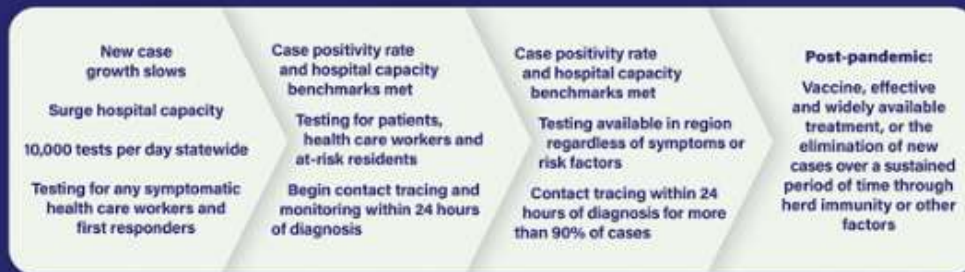 New case
growth slows
Surge hospital capacity
10,000 tests per day statewide
Testing for any symptomatic
health care workers and
first responders
Case positivity rate
and hospital capacity
benchmarks met
Testing for patients,
health care workers and
at-risk residents
Begin contact tracing and
monitoring within 24 hours
of diagnosis
Case positivity rate
and hospital capacity
benchmarks met
Testing available in region
regardless of symptoms or
risk factors
Contact tracing within 24
hours of diagnosis for more
than 90% of cases
Post-pandemic:
Vaccine, effective
and widely available
treatment, or the
elimination of new
cases over a sustained
period of time through
herd immunity or other
factors